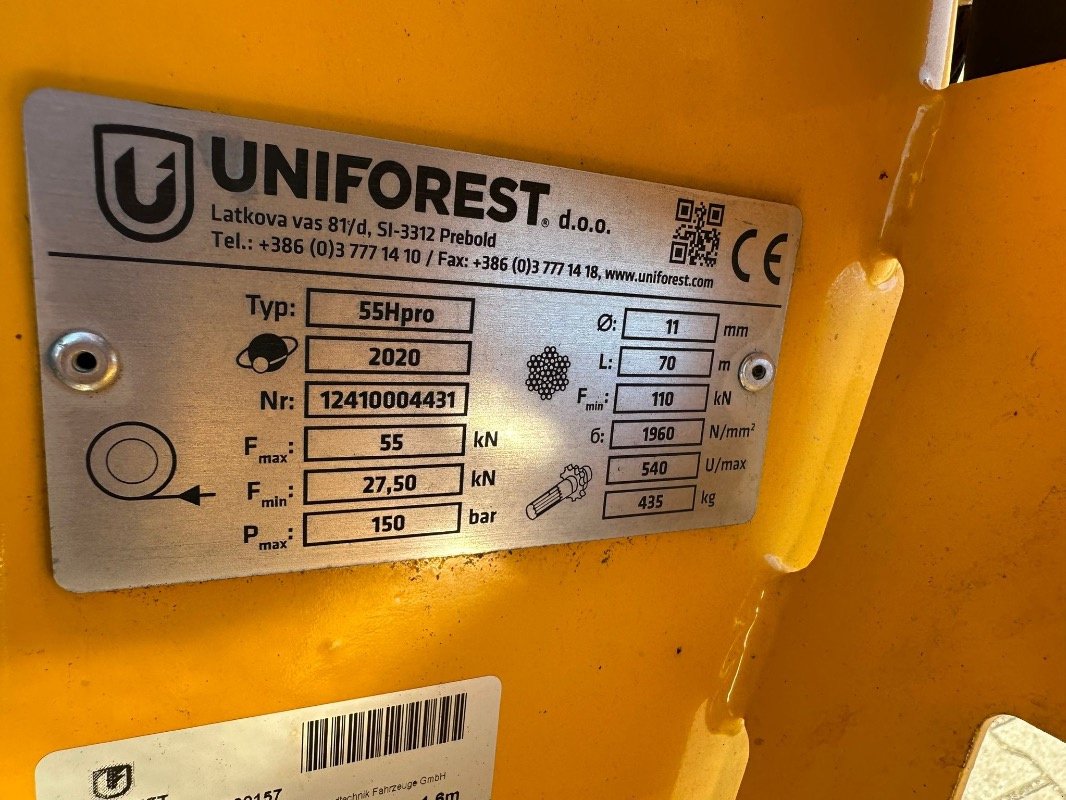 UNIFOREST® d.o.o.
Latkova vas 81/d, SI-3312 Prebold
Tel.: +386 (0)3 777 14 10 / Fax: +386 (0)3 777 14 18, www.uniforest.com
CE
Typ: 55Hpro
2020
Nr: 12410004431
Fmax: 55 kN
Fmin: 27,50 kN
Pmax: 150 bar
Ø: 11 mm
L: 70 m
Fmin: 110 kN
б: 1960 N/mm²
540 U/max
435 kg
Fahrzeuge GmbH